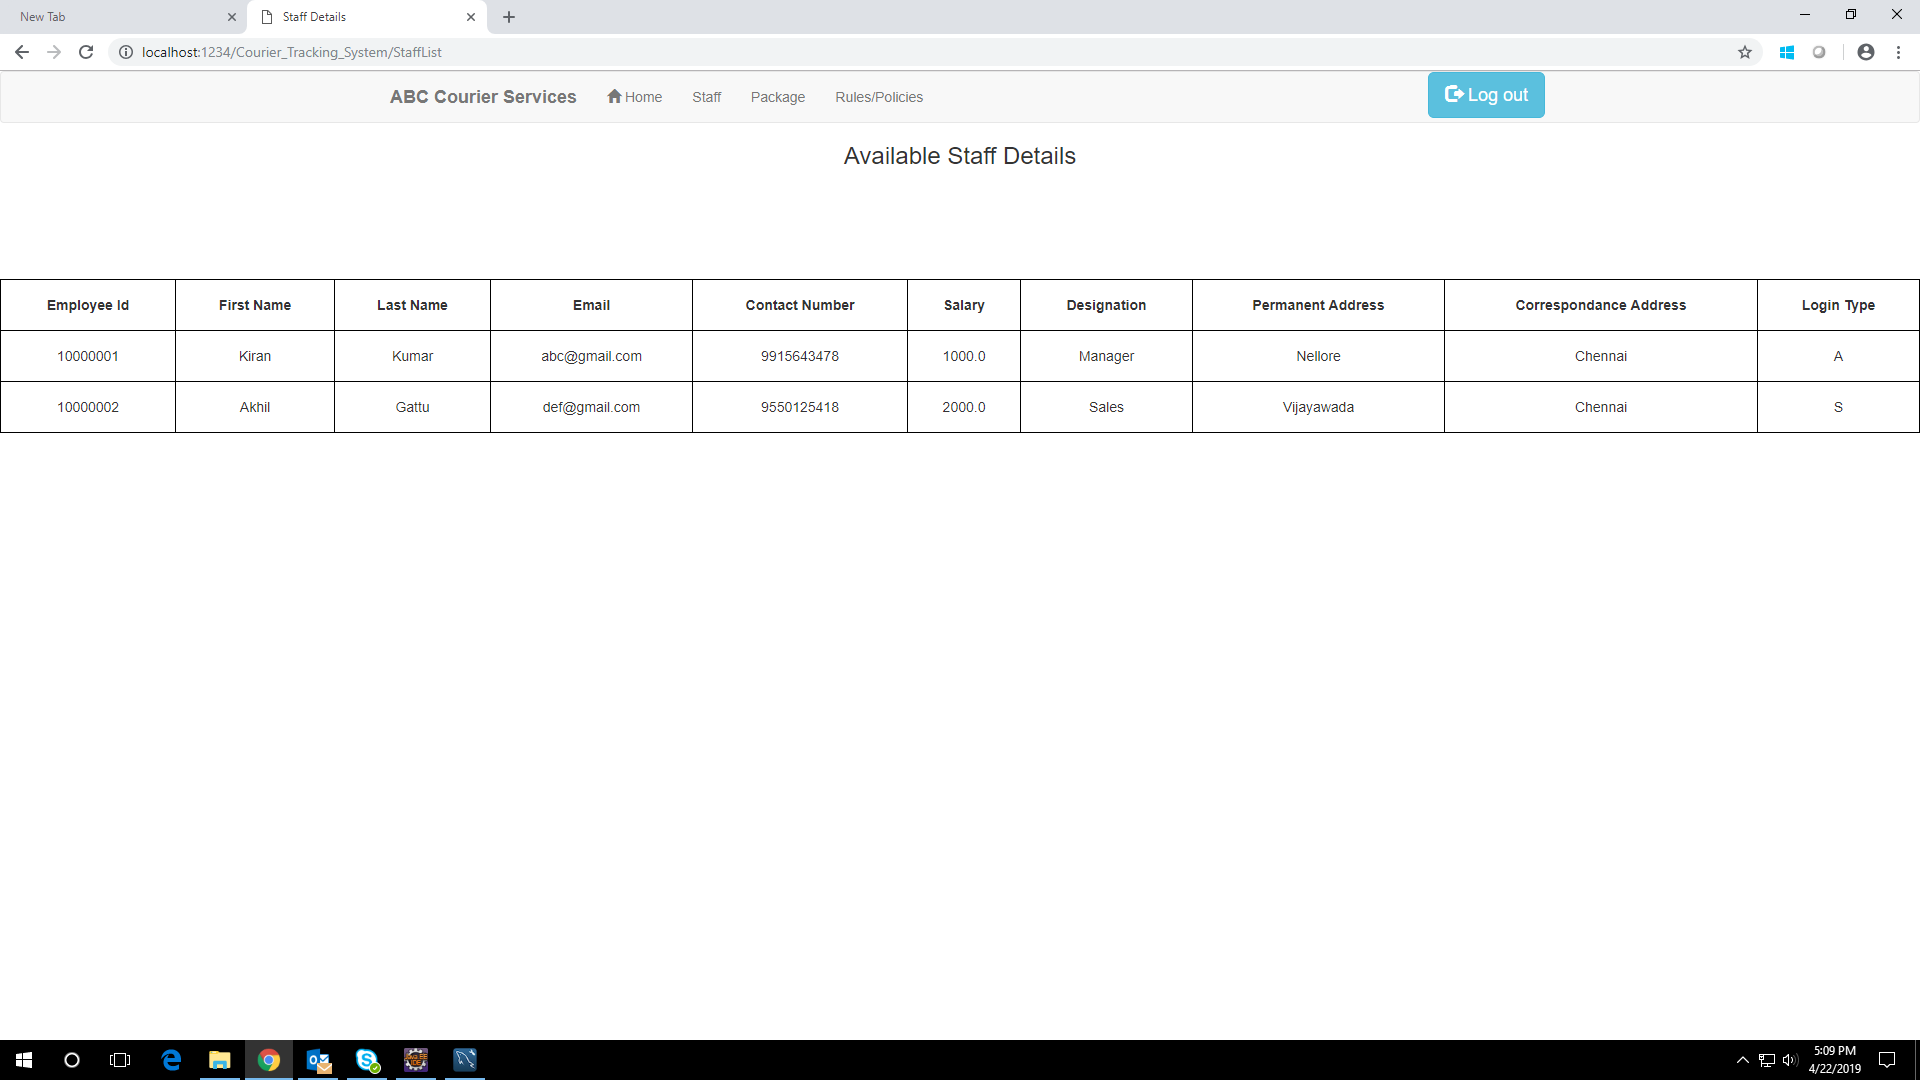 New Tab
Staff Details
localhost:1234/Courier_Tracking_System/StaffList
ABC Courier Services Home Staff Package Rules/Policies Log out
Available Staff Details
Employee Id First Name Last Name Email Contact Number Salary Designation Permanent Address Correspondance Address Login Type
10000001 Kiran Kumar abc@gmail.com 9915643478 1000.0 Manager Nellore Chennai A
10000002 Akhil Gattu def@gmail.com 9550125418 2000.0 Sales Vijayawada Chennai S
5:09 PM
4/22/2019